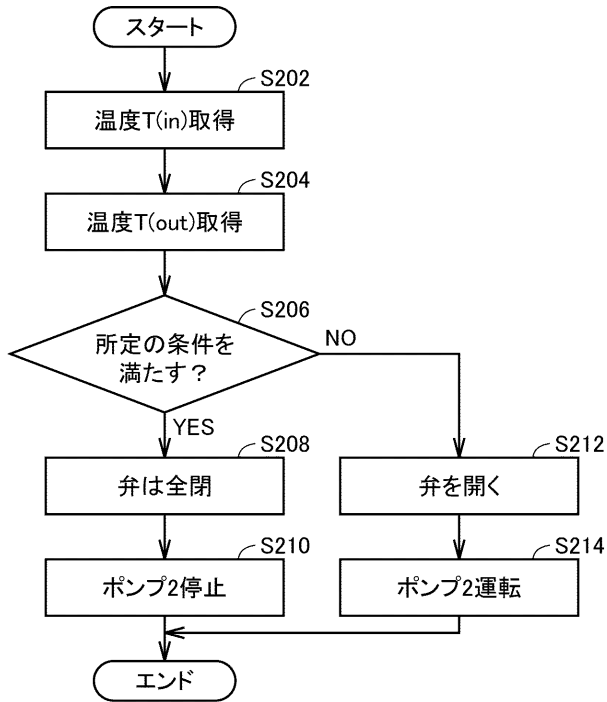 スタート
S202
温度T(in)取得
S204
温度T(out)取得
S206
所定の条件を
満たす？
NO
YES
S208
弁は全閉
S212
弁を開く
S210
ポンプ2停止
S214
ポンプ2運転
エンド